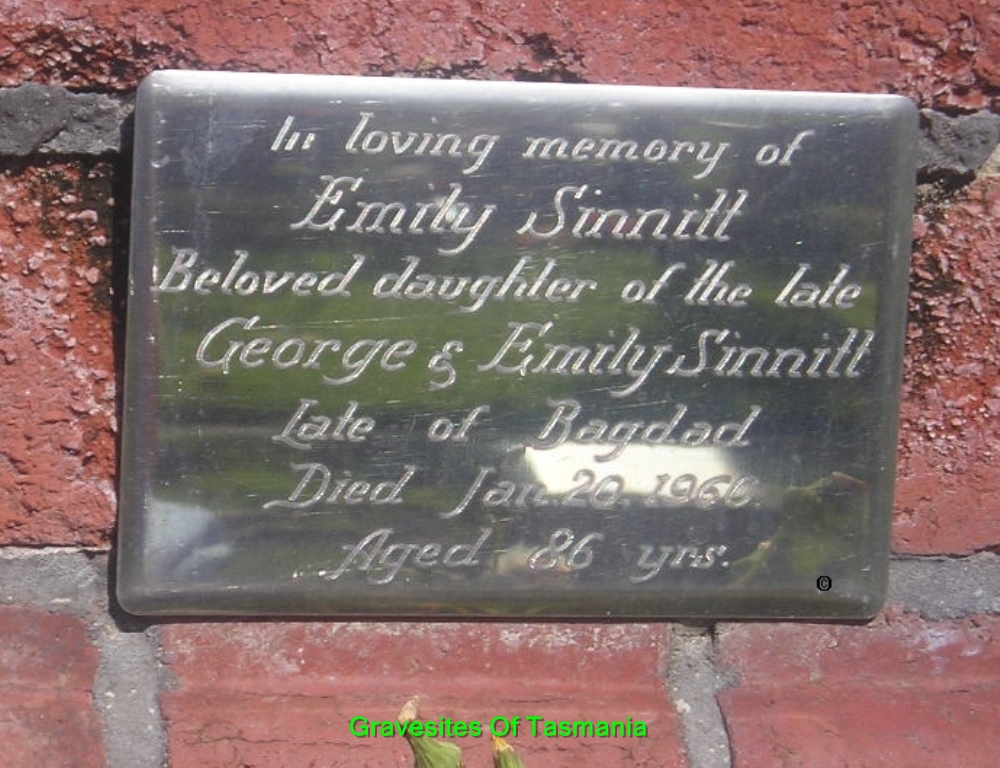 In loving memory of
Emily Sinnitt
Beloved daughter of the late
George & Emily Sinnitt
Late of Bagdad
Died Jan. 20. 1960.
Aged 86 yrs.
©
Gravesites Of Tasmania